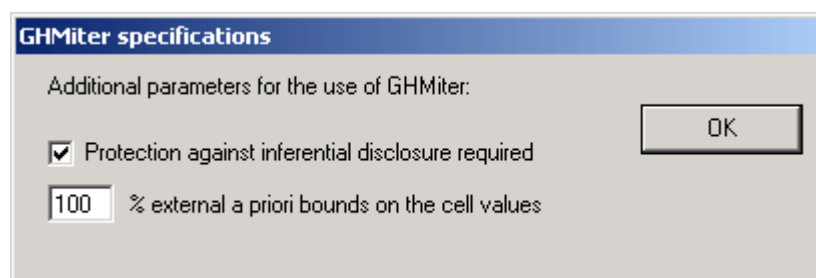 GHMiter specifications
Additional parameters for the use of GHMiter:
OK
Protection against inferential disclosure required
100 % external a priori bounds on the cell values